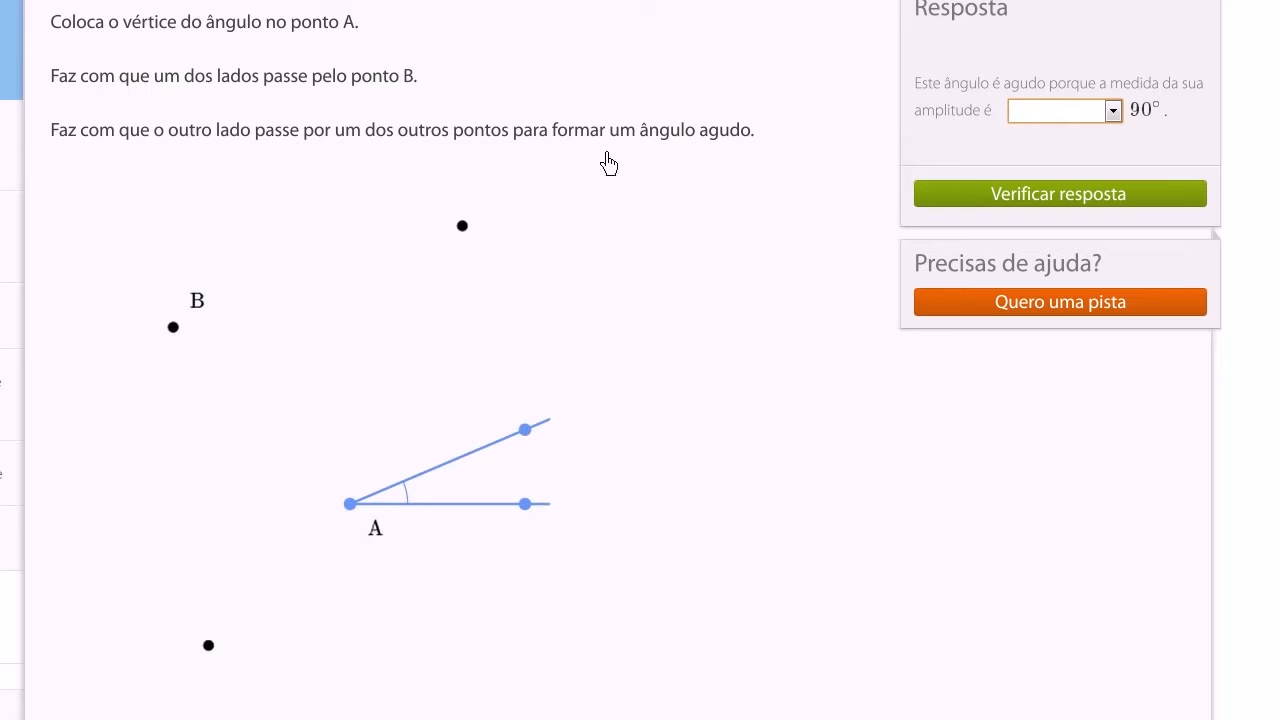 Coloca o vértice do ângulo no ponto A.
Faz com que um dos lados passe pelo ponto B.
Faz com que o outro lado passe por um dos outros pontos para formar um ângulo agudo.
B
A
Resposta
Este ângulo é agudo porque a medida da sua
amplitude é 90° .
Verificar resposta
Precisas de ajuda?
Quero uma pista